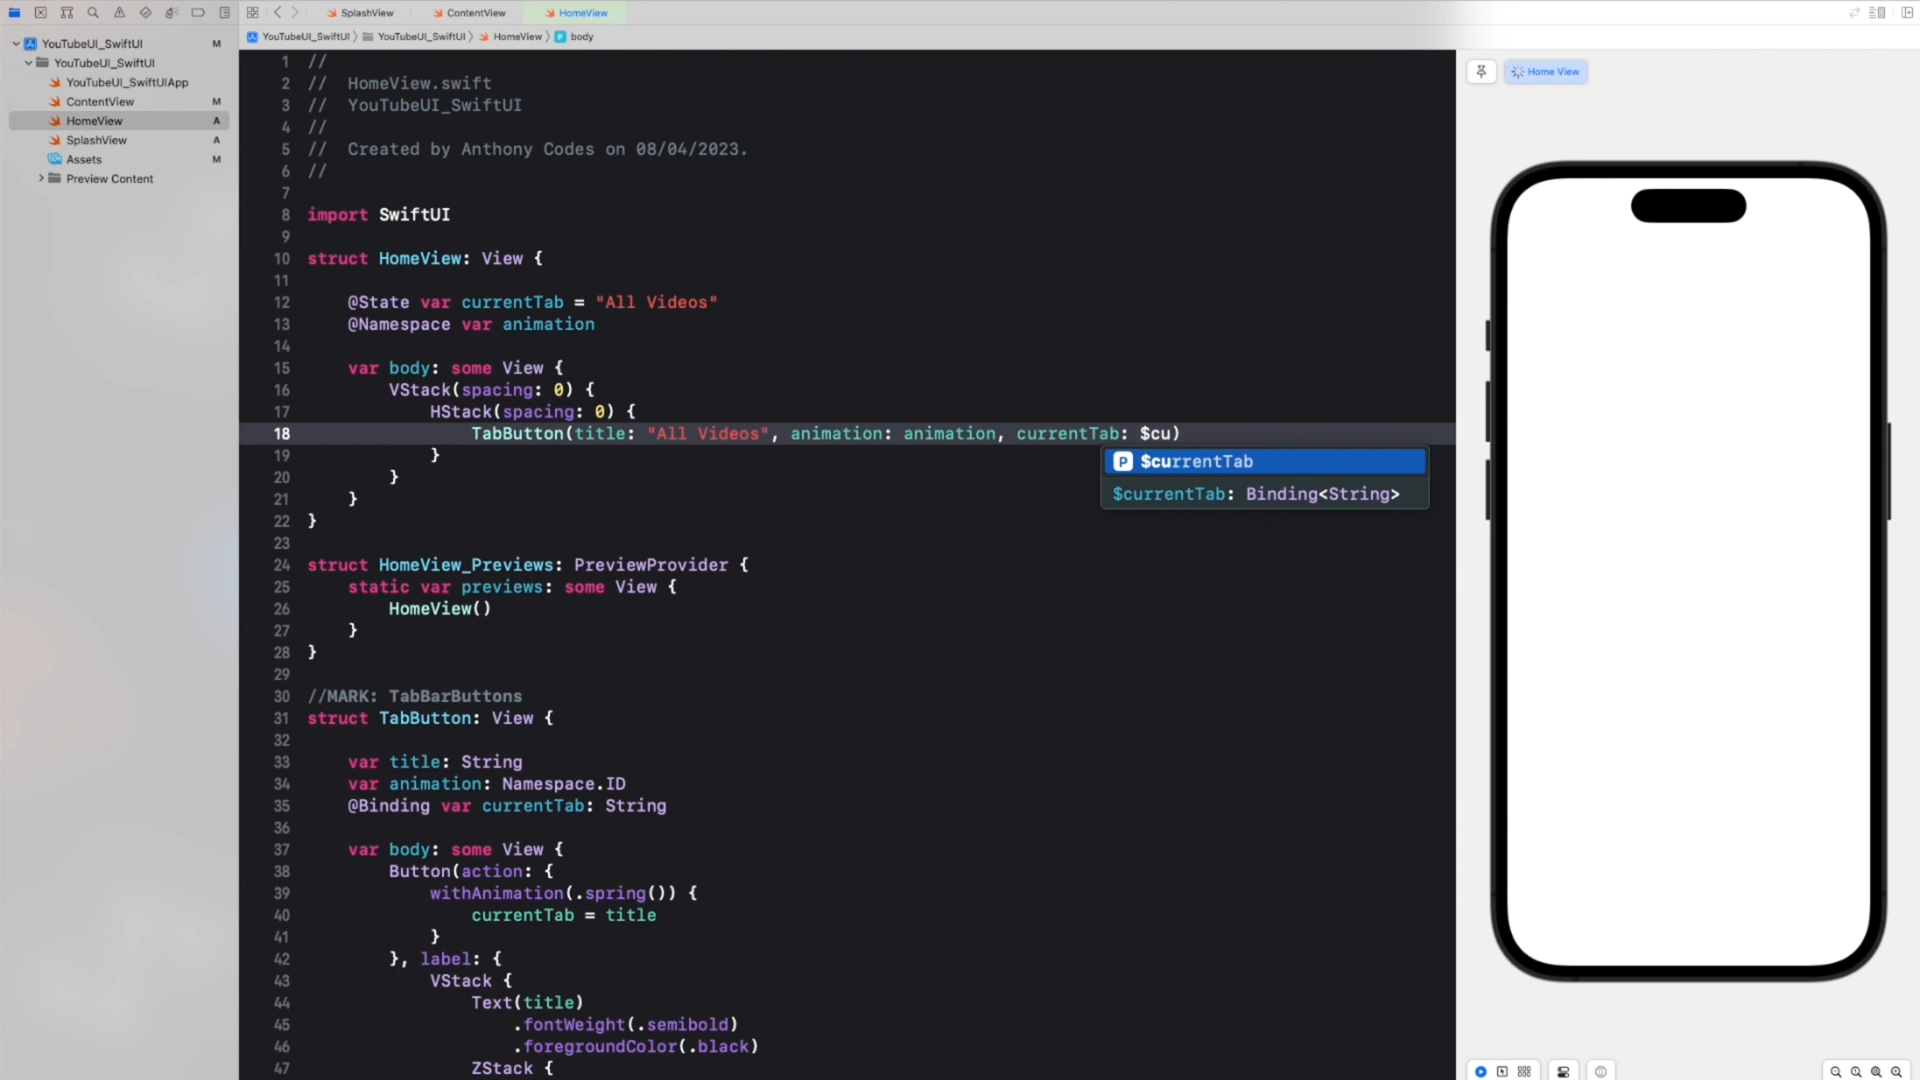 SplashView
ContentView
HomeView
YouTubeUI_SwiftUI
M
YouTubeUI_SwiftUI
YouTubeUI_SwiftUIApp
ContentView
M
HomeView
A
SplashView
A
Assets
M
Preview Content
YouTubeUI_SwiftUI
YouTubeUI_SwiftUI
HomeView
P
body
1 //
2 // HomeView.swift
3 // YouTubeUI_SwiftUI
4 //
5 // Created by Anthony Codes on 08/04/2023.
6 //
7
8 import SwiftUI
9
10 struct HomeView: View {
11
12 @State var currentTab = "All Videos"
13 @Namespace var animation
14
15 var body: some View {
16 VStack(spacing: 0) {
17 HStack(spacing: 0) {
18 TabButton(title: "All Videos", animation: animation, currentTab: $cu)
19 }
20 }
21 }
22 }
23
24 struct HomeView_Previews: PreviewProvider {
25 static var previews: some View {
26 HomeView()
27 }
28 }
29
30 //MARK: TabBarButtons
31 struct TabButton: View {
32
33 var title: String
34 var animation: Namespace.ID
35 @Binding var currentTab: String
36
37 var body: some View {
38 Button(action: {
39 withAnimation(.spring()) {
40 currentTab = title
41 }
42 }, label: {
43 VStack {
44 Text(title)
45 .fontWeight(.semibold)
46 .foregroundColor(.black)
47 ZStack {
P $currentTab
$currentTab: Binding<String>
Home View